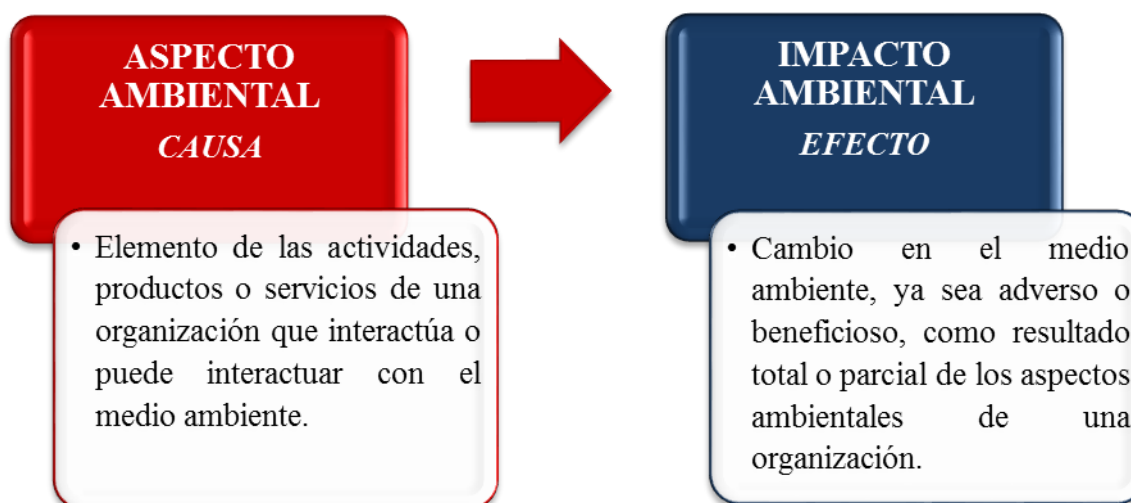 ASPECTO
AMBIENTAL
CAUSA
• Elemento de las actividades,
productos o servicios de una
organización que interactúa o
puede interactuar con el
medio ambiente.
IMPACTO
AMBIENTAL
EFECTO
• Cambio en el medio
ambiente, ya sea adverso o
beneficioso, como resultado
total o parcial de los aspectos
ambientales de una
organización.